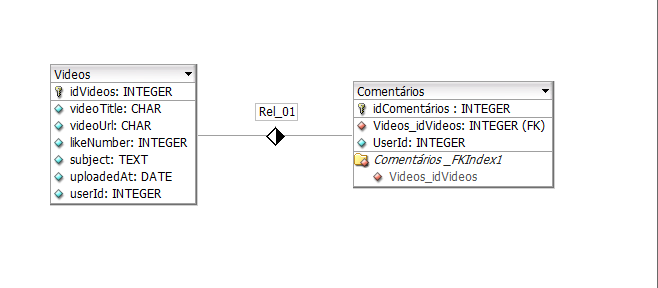 Videos
idVideos: INTEGER
videoTitle: CHAR
videoUrl: CHAR
likeNumber: INTEGER
subject: TEXT
uploadedAt: DATE
userId: INTEGER
Rel_01
Comentários
idComentários : INTEGER
Videos_idVideos: INTEGER (FK)
UserId: INTEGER
Comentários _FKIndex1
Videos_idVideos